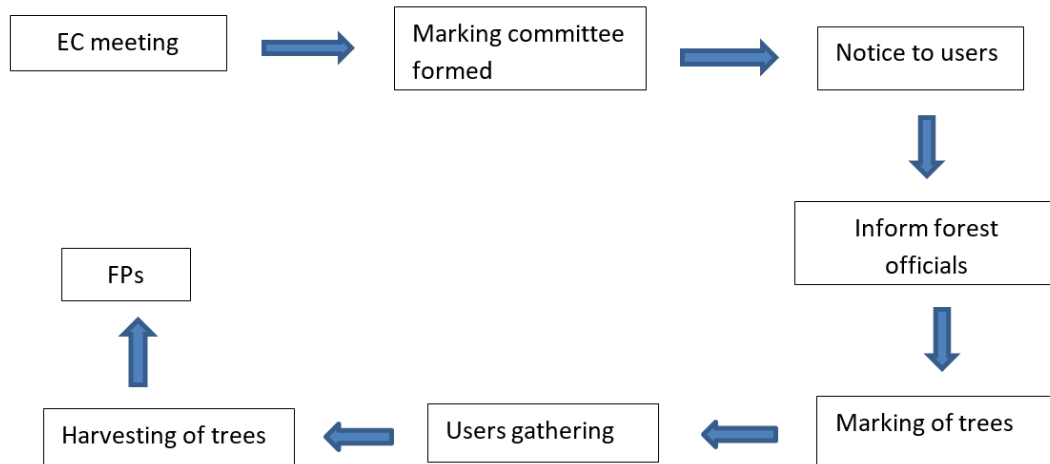 EC meeting
Marking committee
formed
Notice to users
Inform forest
officials
Marking of trees
Users gathering
Harvesting of trees
FPs